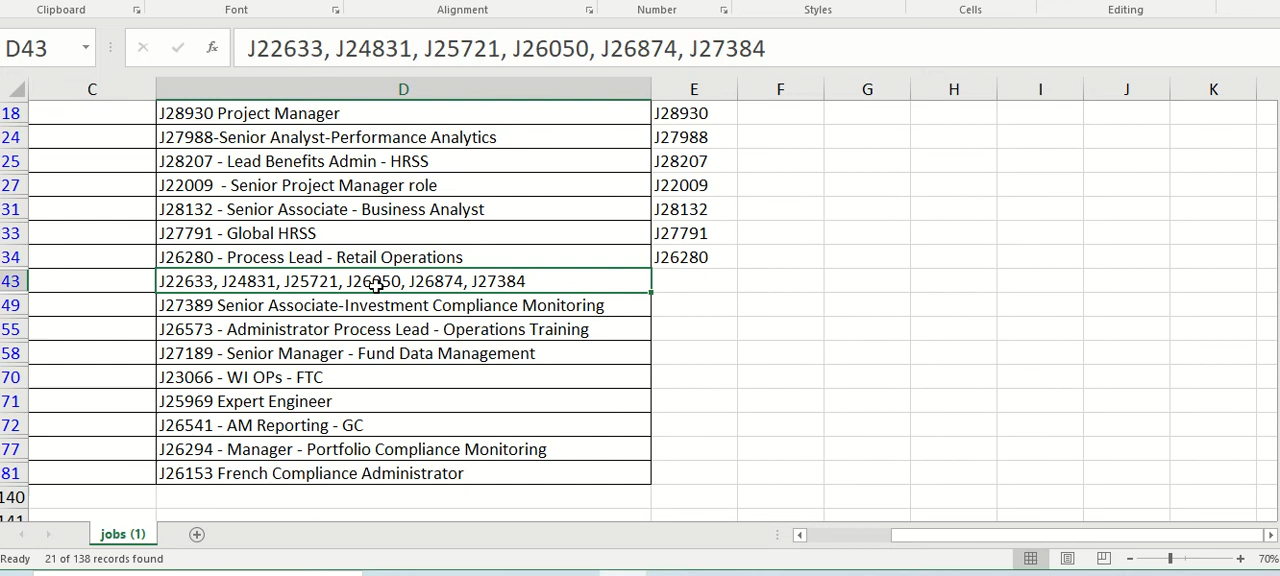 Clipboard Font Alignment Number Styles Cells Editing
D43 fx J22633, J24831, J25721, J26050, J26874, J27384
C D E F G H I J K
18 J28930 Project Manager J28930
24 J27988-Senior Analyst-Performance Analytics J27988
25 J28207 - Lead Benefits Admin - HRSS J28207
27 J22009 - Senior Project Manager role J22009
31 J28132 - Senior Associate - Business Analyst J28132
33 J27791 - Global HRSS J27791
34 J26280 - Process Lead - Retail Operations J26280
43 J22633, J24831, J25721, J26050, J26874, J27384
49 J27389 Senior Associate-Investment Compliance Monitoring
55 J26573 - Administrator Process Lead - Operations Training
58 J27189 - Senior Manager - Fund Data Management
70 J23066 - WI OPs - FTC
71 J25969 Expert Engineer
72 J26541 - AM Reporting - GC
77 J26294 - Manager - Portfolio Compliance Monitoring
81 J26153 French Compliance Administrator
140
141
jobs (1)
Ready 21 of 138 records found 70%